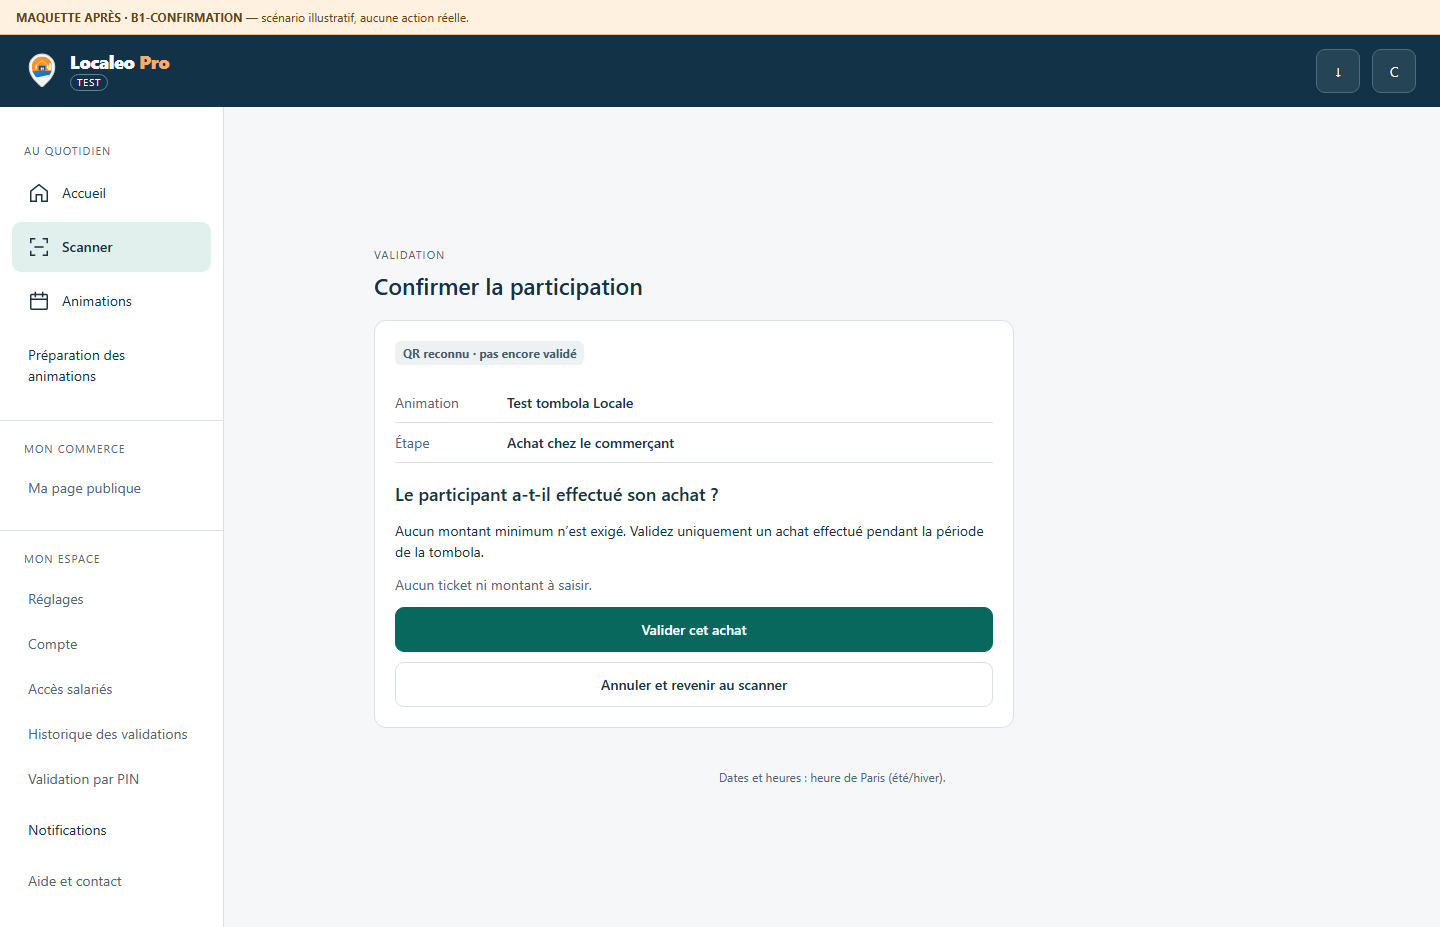 MAQUETTE APRÈS · B1-CONFIRMATION — scénario illustratif, aucune action réelle.
Localeo Pro
TEST
↓
C
AU QUOTIDIEN
Accueil
Scanner
Animations
Préparation des
animations
MON COMMERCE
Ma page publique
MON ESPACE
Réglages
Compte
Accès salariés
Historique des validations
Validation par PIN
Notifications
Aide et contact
VALIDATION
Confirmer la participation
QR reconnu · pas encore validé
Animation Test tombola Locale
Étape Achat chez le commerçant
Le participant a-t-il effectué son achat ?
Aucun montant minimum n’est exigé. Validez uniquement un achat effectué pendant la période
de la tombola.
Aucun ticket ni montant à saisir.
Valider cet achat
Annuler et revenir au scanner
Dates et heures : heure de Paris (été/hiver).